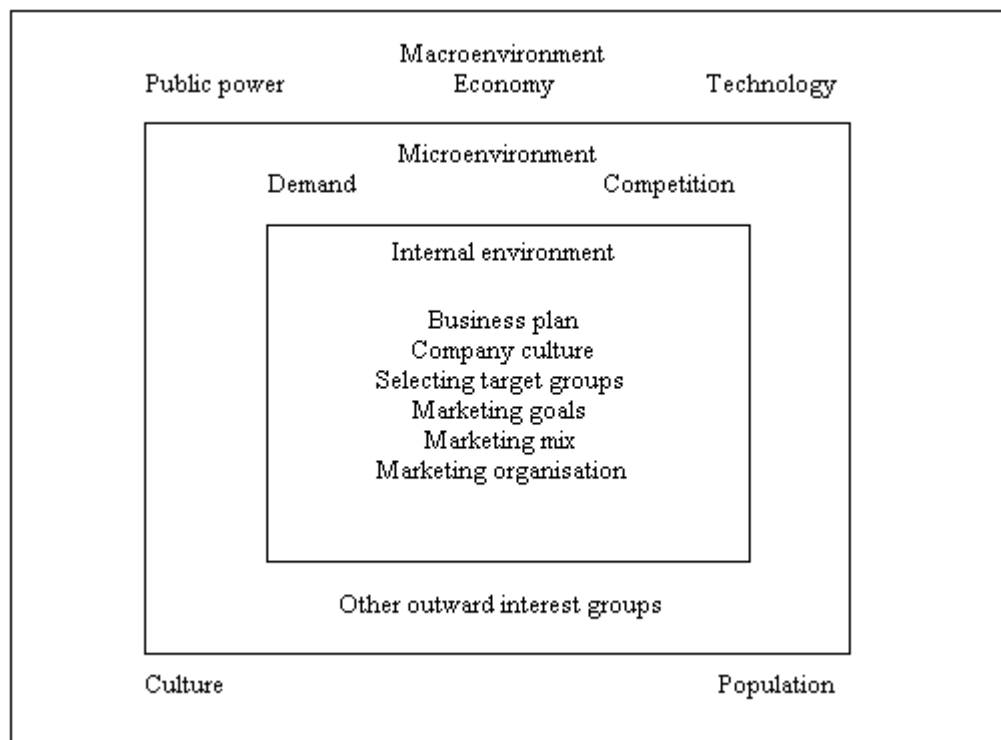 Macroenvironment
Public power Economy Technology
Microenvironment
Demand Competition
Internal environment
Business plan
Company culture
Selecting target groups
Marketing goals
Marketing mix
Marketing organisation
Other outward interest groups
Culture Population